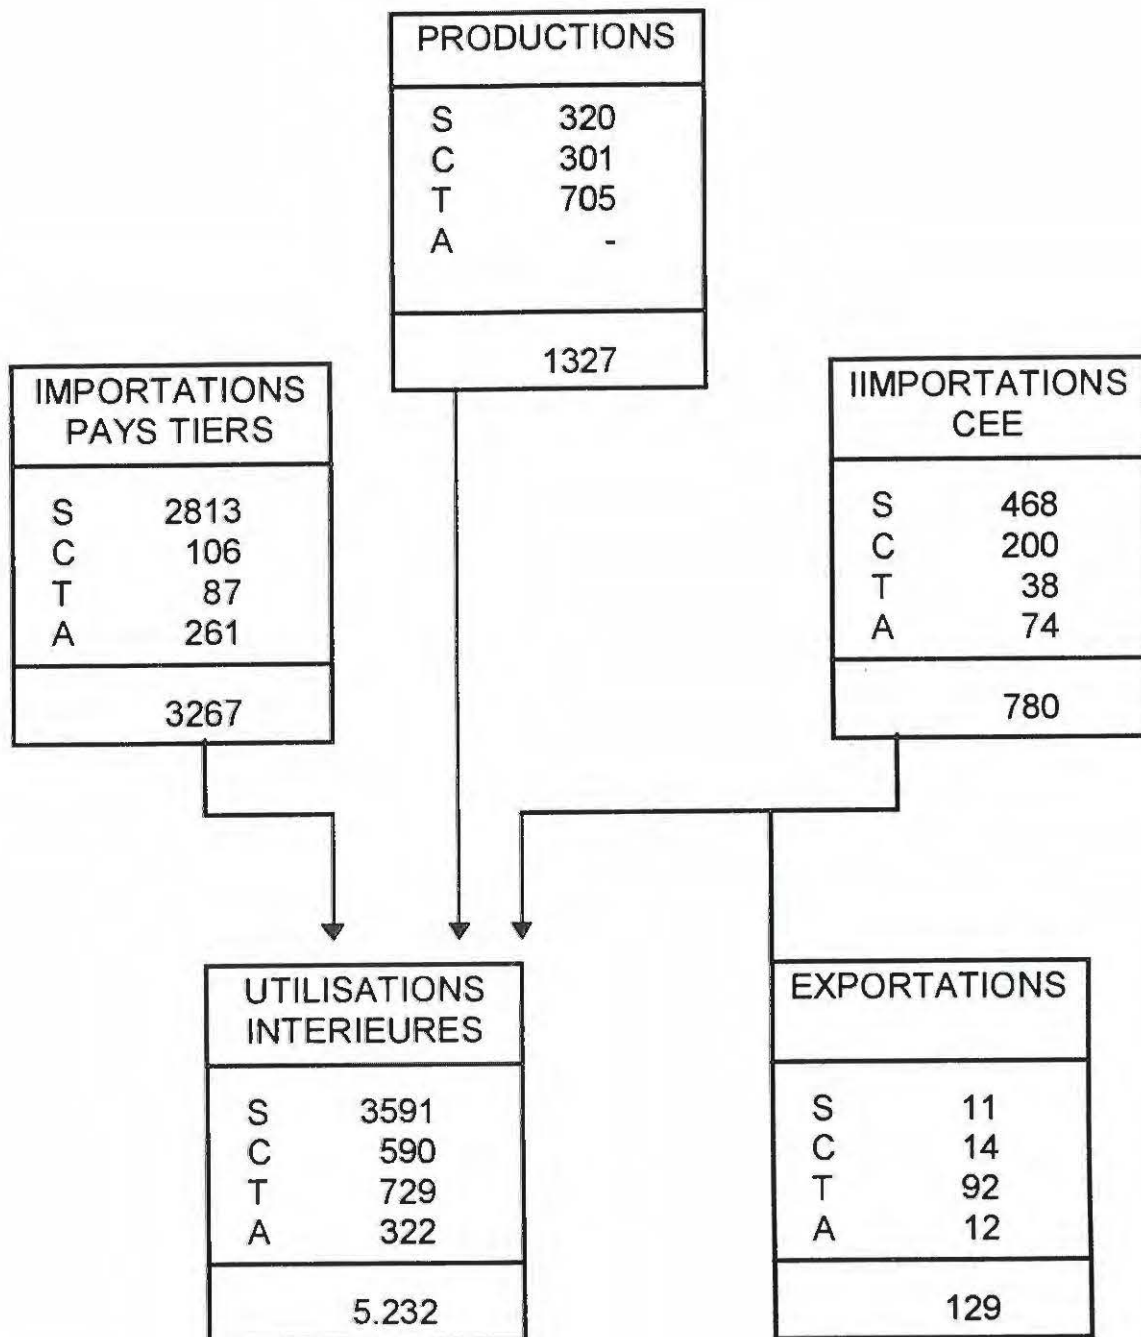 PRODUCTIONS
S 320
C 301
T 705
A -
1327
IMPORTATIONS
PAYS TIERS
S 2813
C 106
T 87
A 261
3267
IIMPORTATIONS
CEE
S 468
C 200
T 38
A 74
780
UTILISATIONS
INTERIEURES
S 3591
C 590
T 729
A 322
5.232
EXPORTATIONS
S 11
C 14
T 92
A 12
129